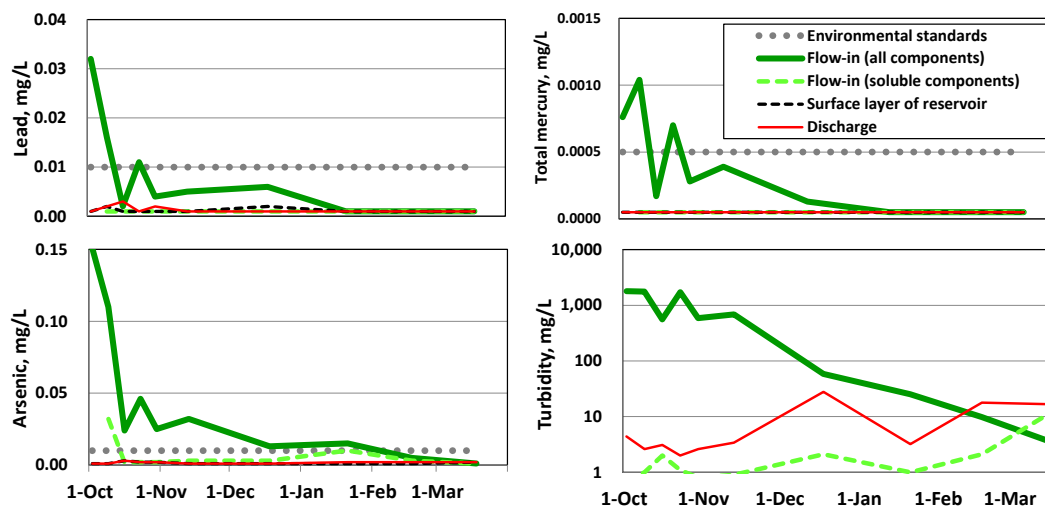 Lead, mg/L
0.04
0.03
0.02
0.01
0.00
Total mercury, mg/L
0.0015
0.0010
0.0005
0.0000
Environmental standards
Flow-in (all components)
Flow-in (soluble components)
Surface layer of reservoir
Discharge
Arsenic, mg/L
0.15
0.10
0.05
0.00
1-Oct 1-Nov 1-Dec 1-Jan 1-Feb 1-Mar
Turbidity, mg/L
10,000
1,000
100
10
1
1-Oct 1-Nov 1-Dec 1-Jan 1-Feb 1-Mar